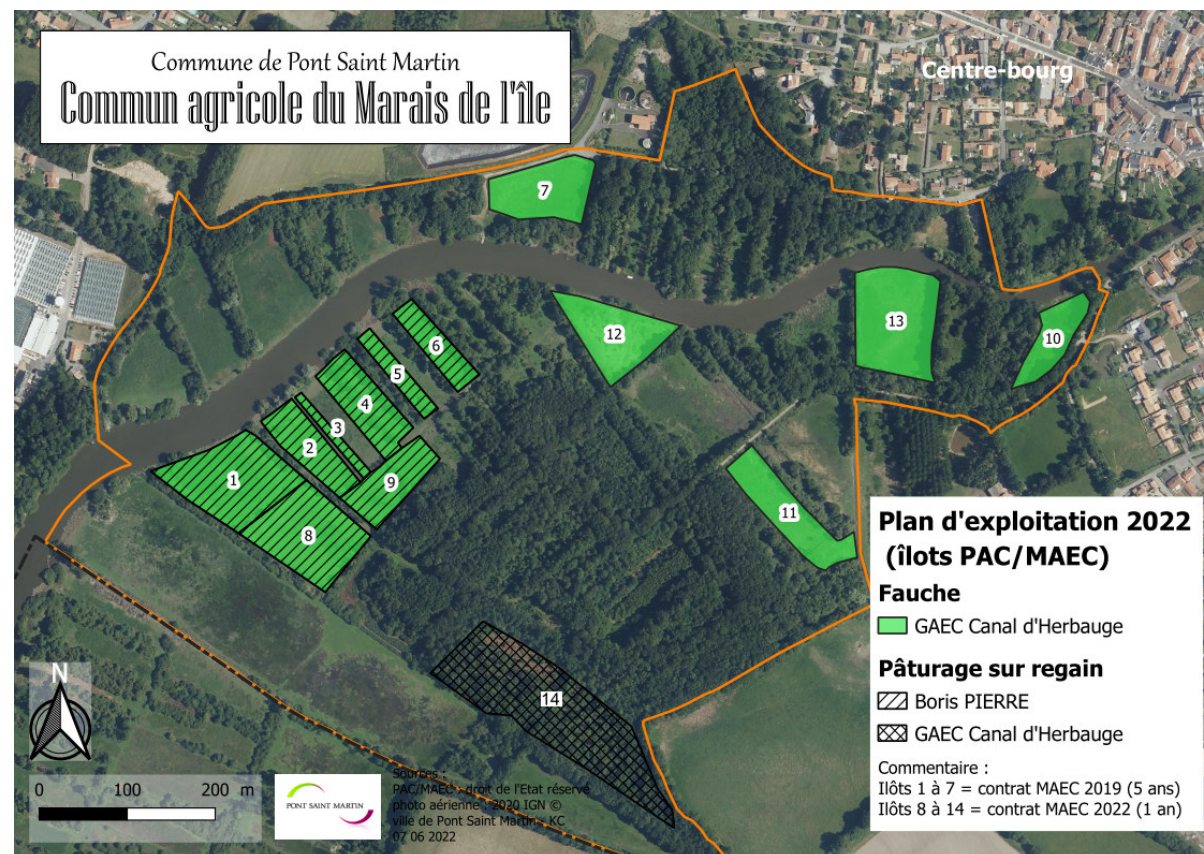 Commune de Pont Saint Martin
Commun agricole du Marais de l'île
Centre-bourg
7
12
13
10
6
5
4
3
2
9
1
8
11
14
Plan d'exploitation 2022
(îlots PAC/MAEC)
Fauche
GAEC Canal d'Herbauge
Pâturage sur regain
Boris PIERRE
GAEC Canal d'Herbauge
Commentaire :
Ilôts 1 à 7 = contrat MAEC 2019 (5 ans)
Ilôts 8 à 14 = contrat MAEC 2022 (1 an)
N
0 100 200 m
PONT SAINT MARTIN
Sources :
PAC/MAEC : droit de l'Etat réservé
photo aérienne : 2020 IGN ©
ville de Pont Saint Martin - KC
07 06 2022